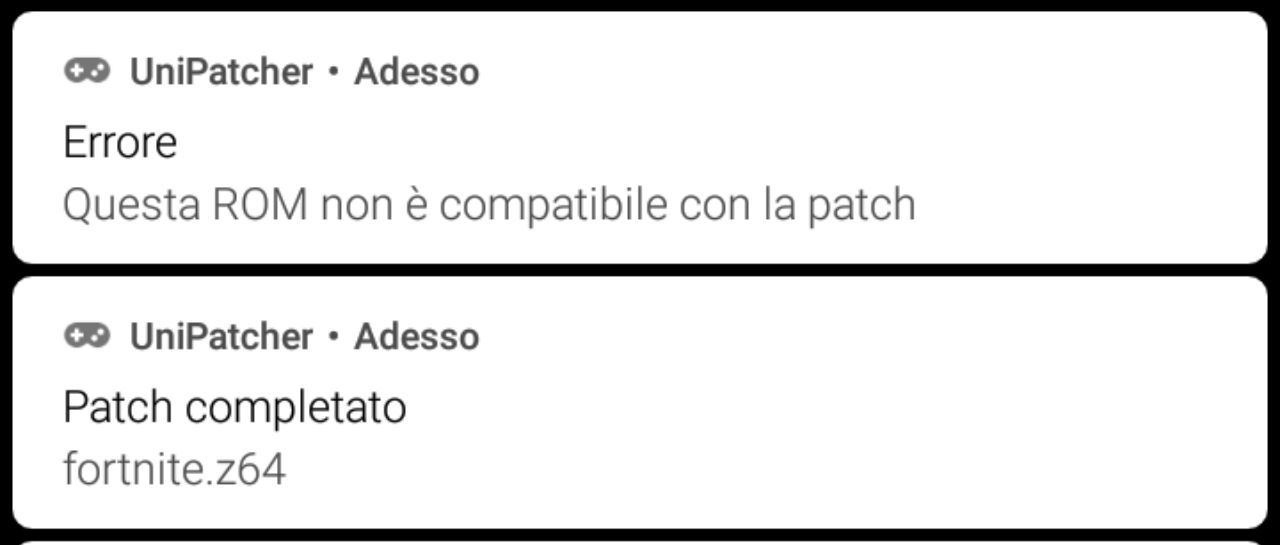 UniPatcher • Adesso
Errore
Questa ROM non è compatibile con la patch
UniPatcher • Adesso
Patch completato
fortnite.z64